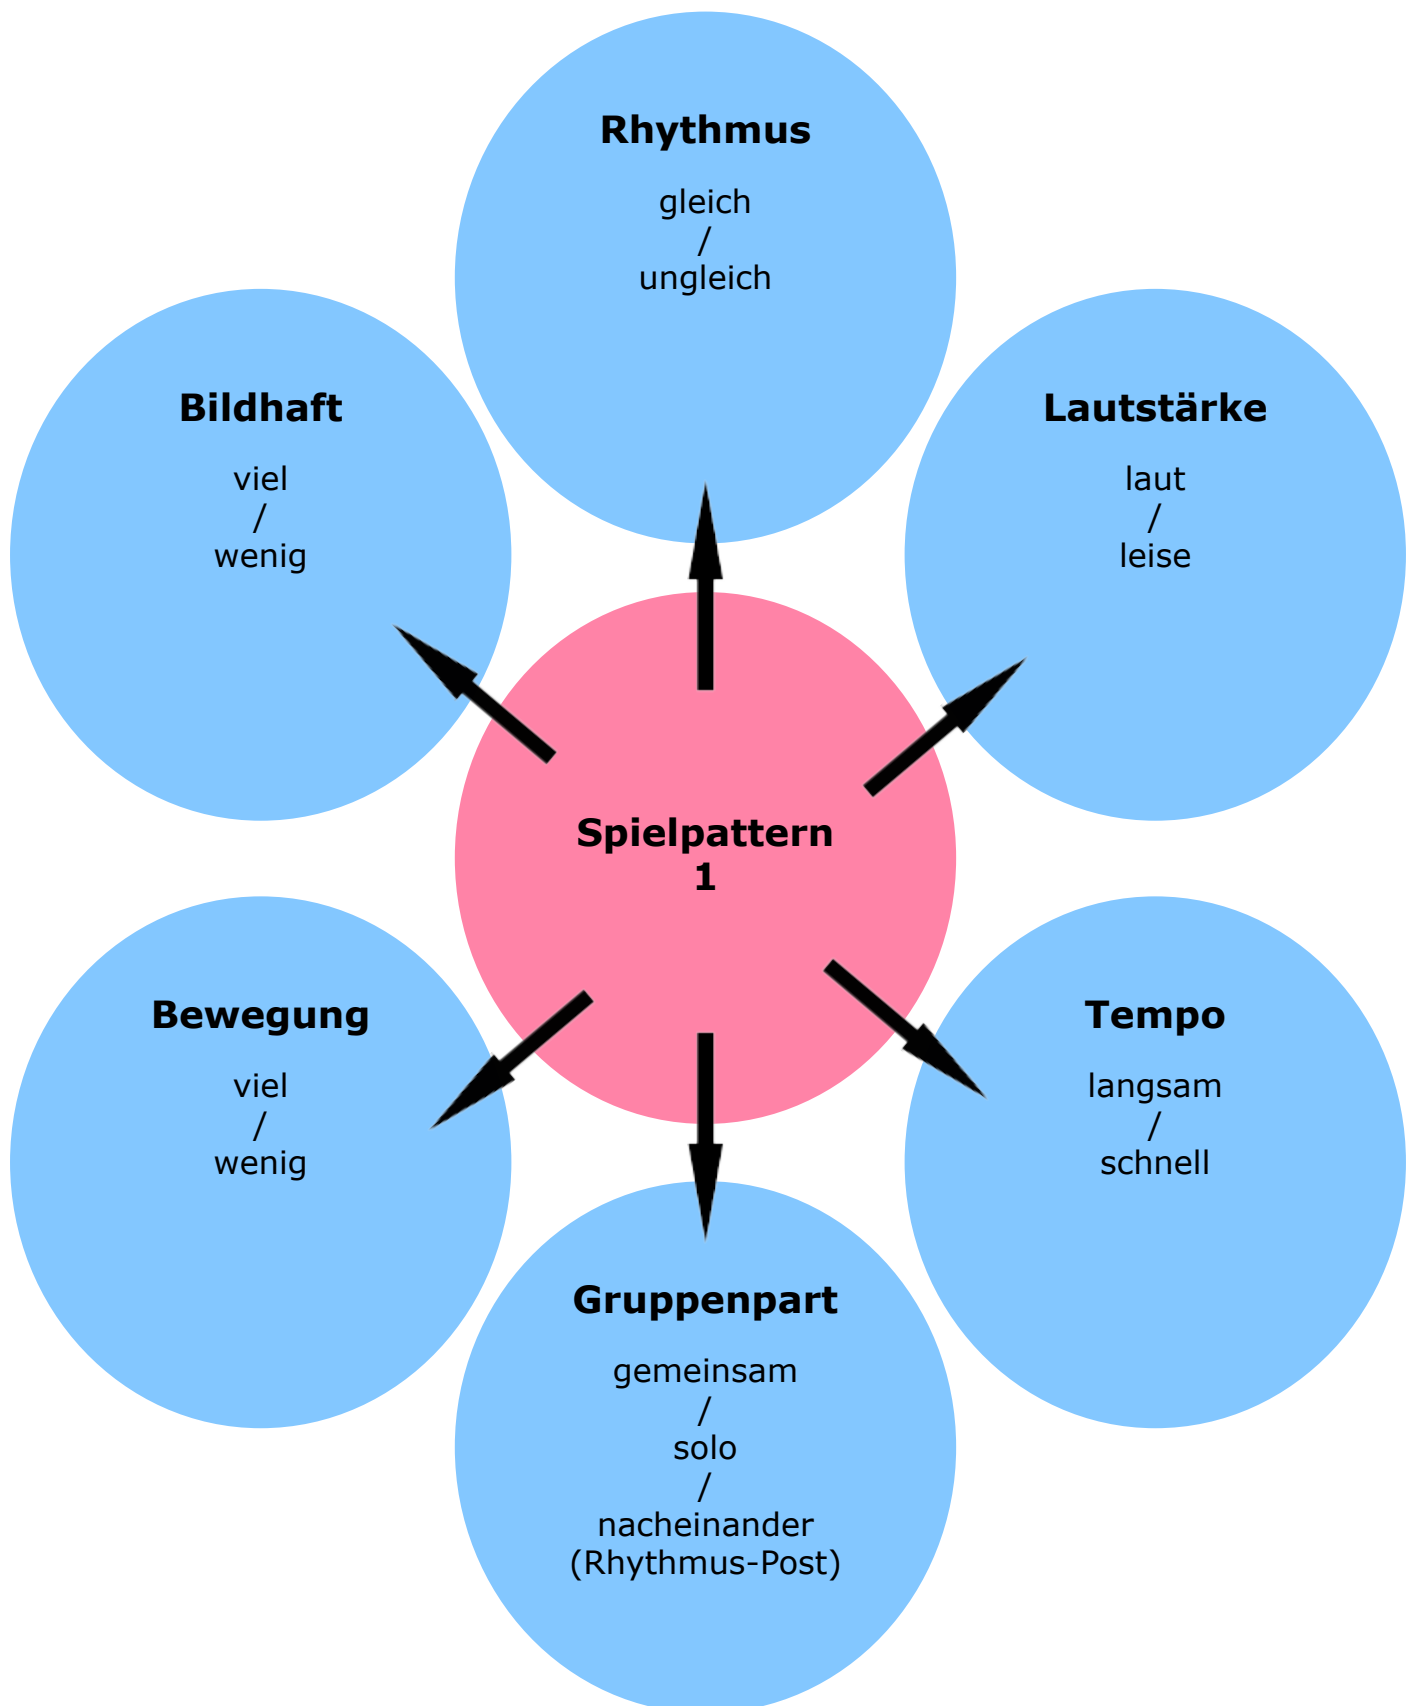 Rhythmus
gleich
/
ungleich
Bildhaft
viel
/
wenig
Lautstärke
laut
/
leise
Spielpattern
1
Bewegung
viel
/
wenig
Tempo
langsam
/
schnell
Gruppenpart
gemeinsam
/
solo
/
nacheinander
(Rhythmus-Post)